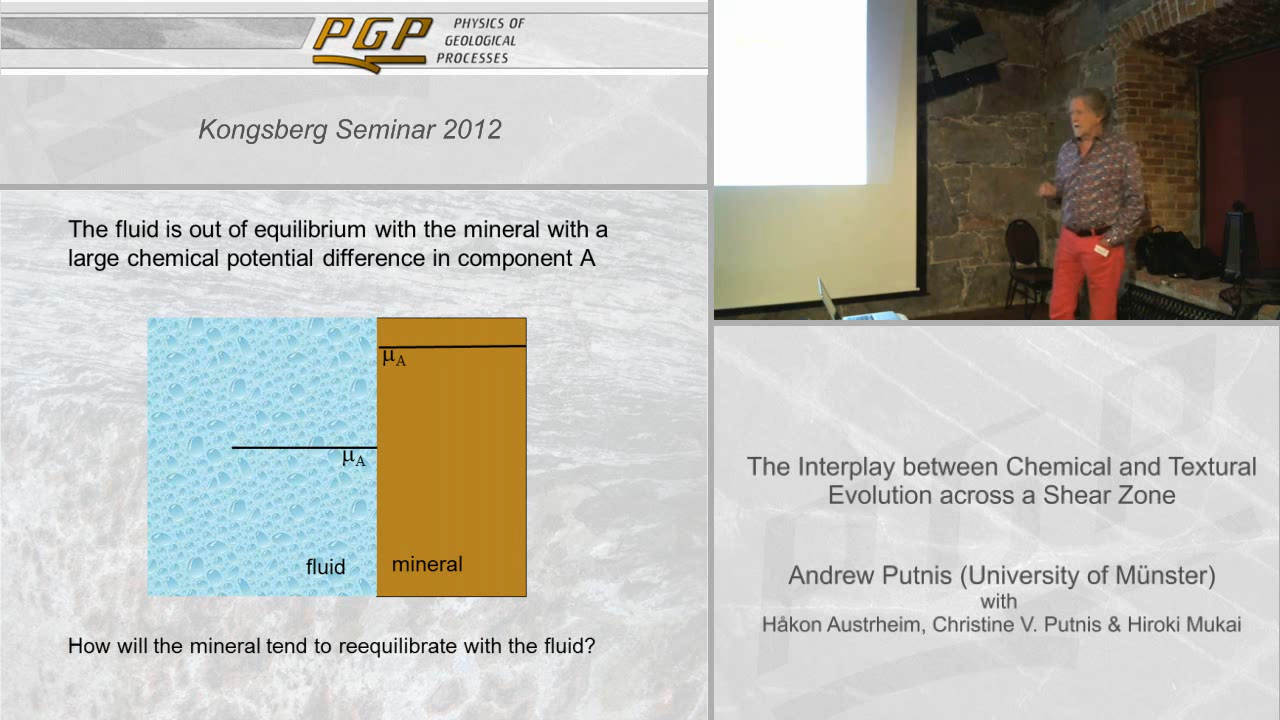 PGP
PHYSICS OF
GEOLOGICAL
PROCESSES
Kongsberg Seminar 2012
The fluid is out of equilibrium with the mineral with a
large chemical potential difference in component A
μA
μA
fluid
mineral
How will the mineral tend to reequilibrate with the fluid?
The Interplay between Chemical and Textural
Evolution across a Shear Zone
Andrew Putnis (University of Münster)
with
Håkon Austrheim, Christine V. Putnis & Hiroki Mukai